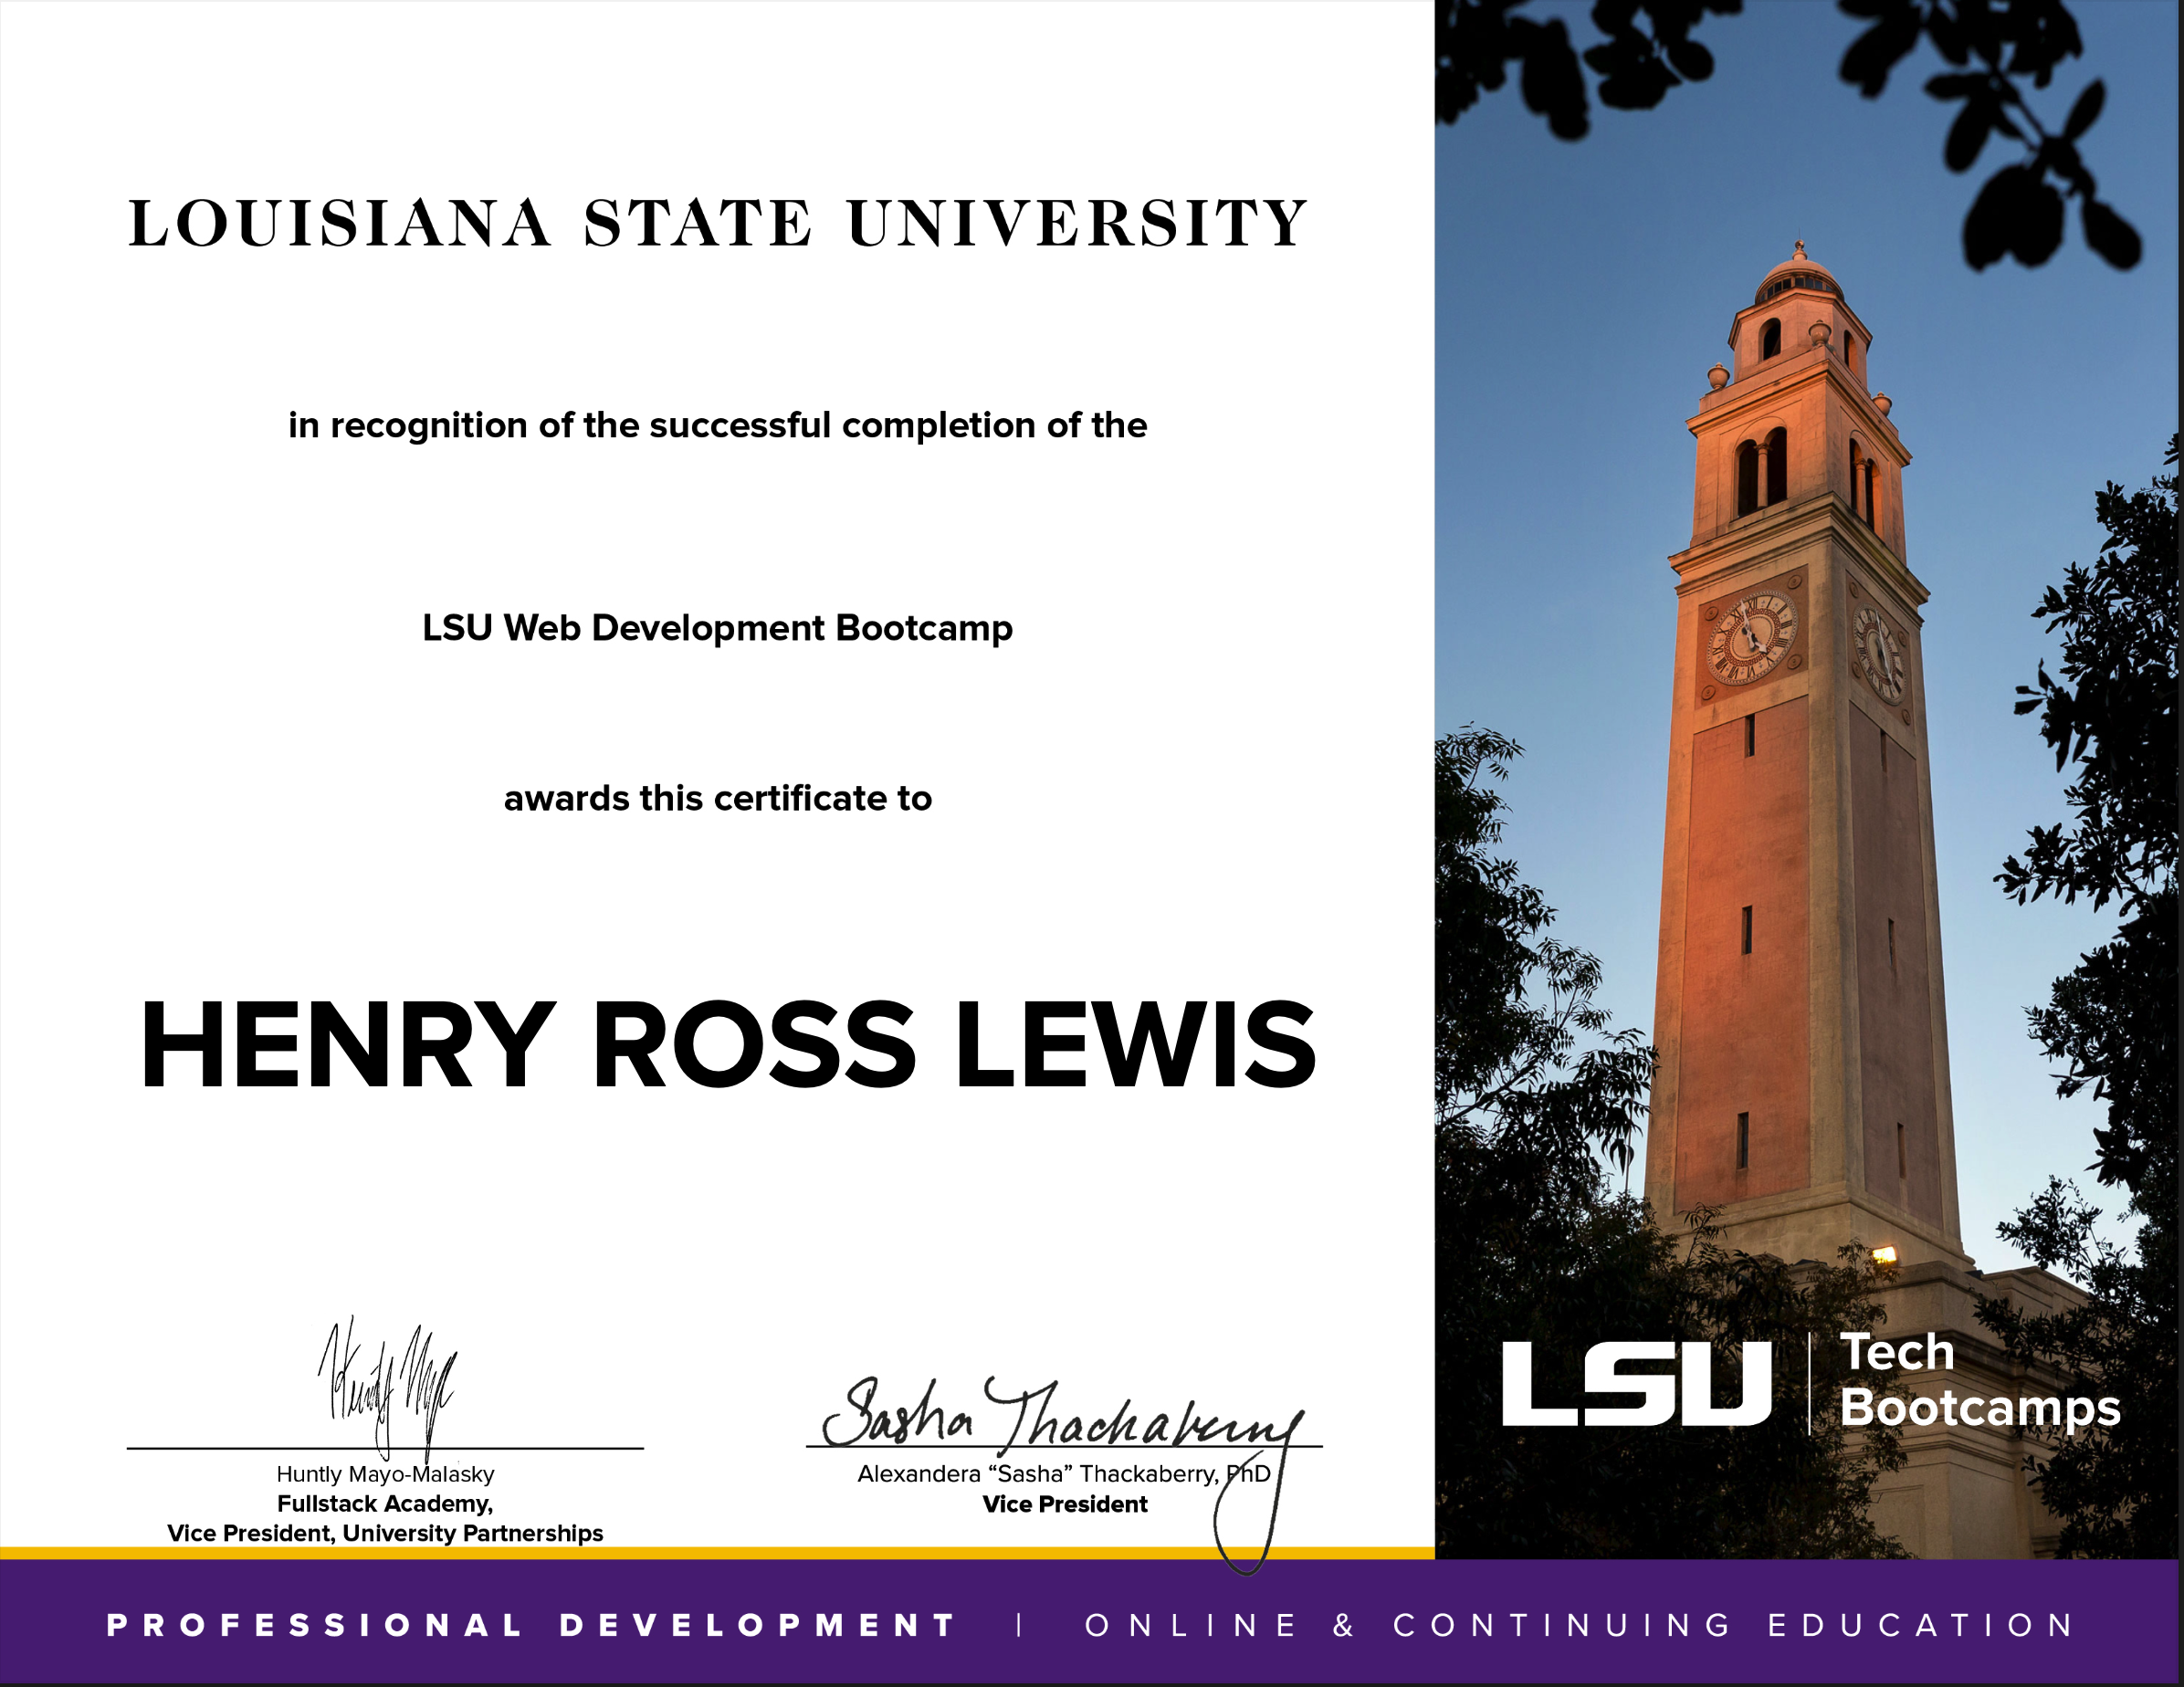 LOUISIANA STATE UNIVERSITY
in recognition of the successful completion of the
LSU Web Development Bootcamp
awards this certificate to
HENRY ROSS LEWIS
Huntly Mayo-Malasky
Fullstack Academy,
Vice President, University Partnerships
Sasha Thackaberry
Alexandera “Sasha” Thackaberry, PhD
Vice President
LSU
Tech
Bootcamps
PROFESSIONAL DEVELOPMENT | ONLINE & CONTINUING EDUCATION